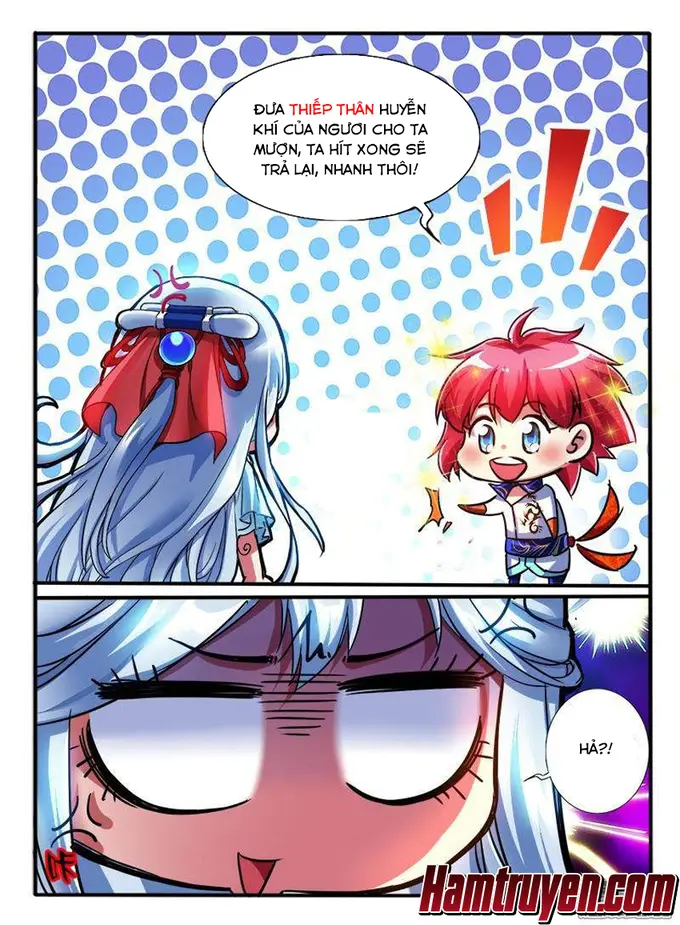 ĐƯA THIẾP THÂN HUYỄN
KHÍ CỦA NGƯƠI CHO TA
MƯỢN, TA HÍT XONG SẼ
TRẢ LẠI, NHANH THÔI!
HẢ?!
咔
Hamtruyen.com